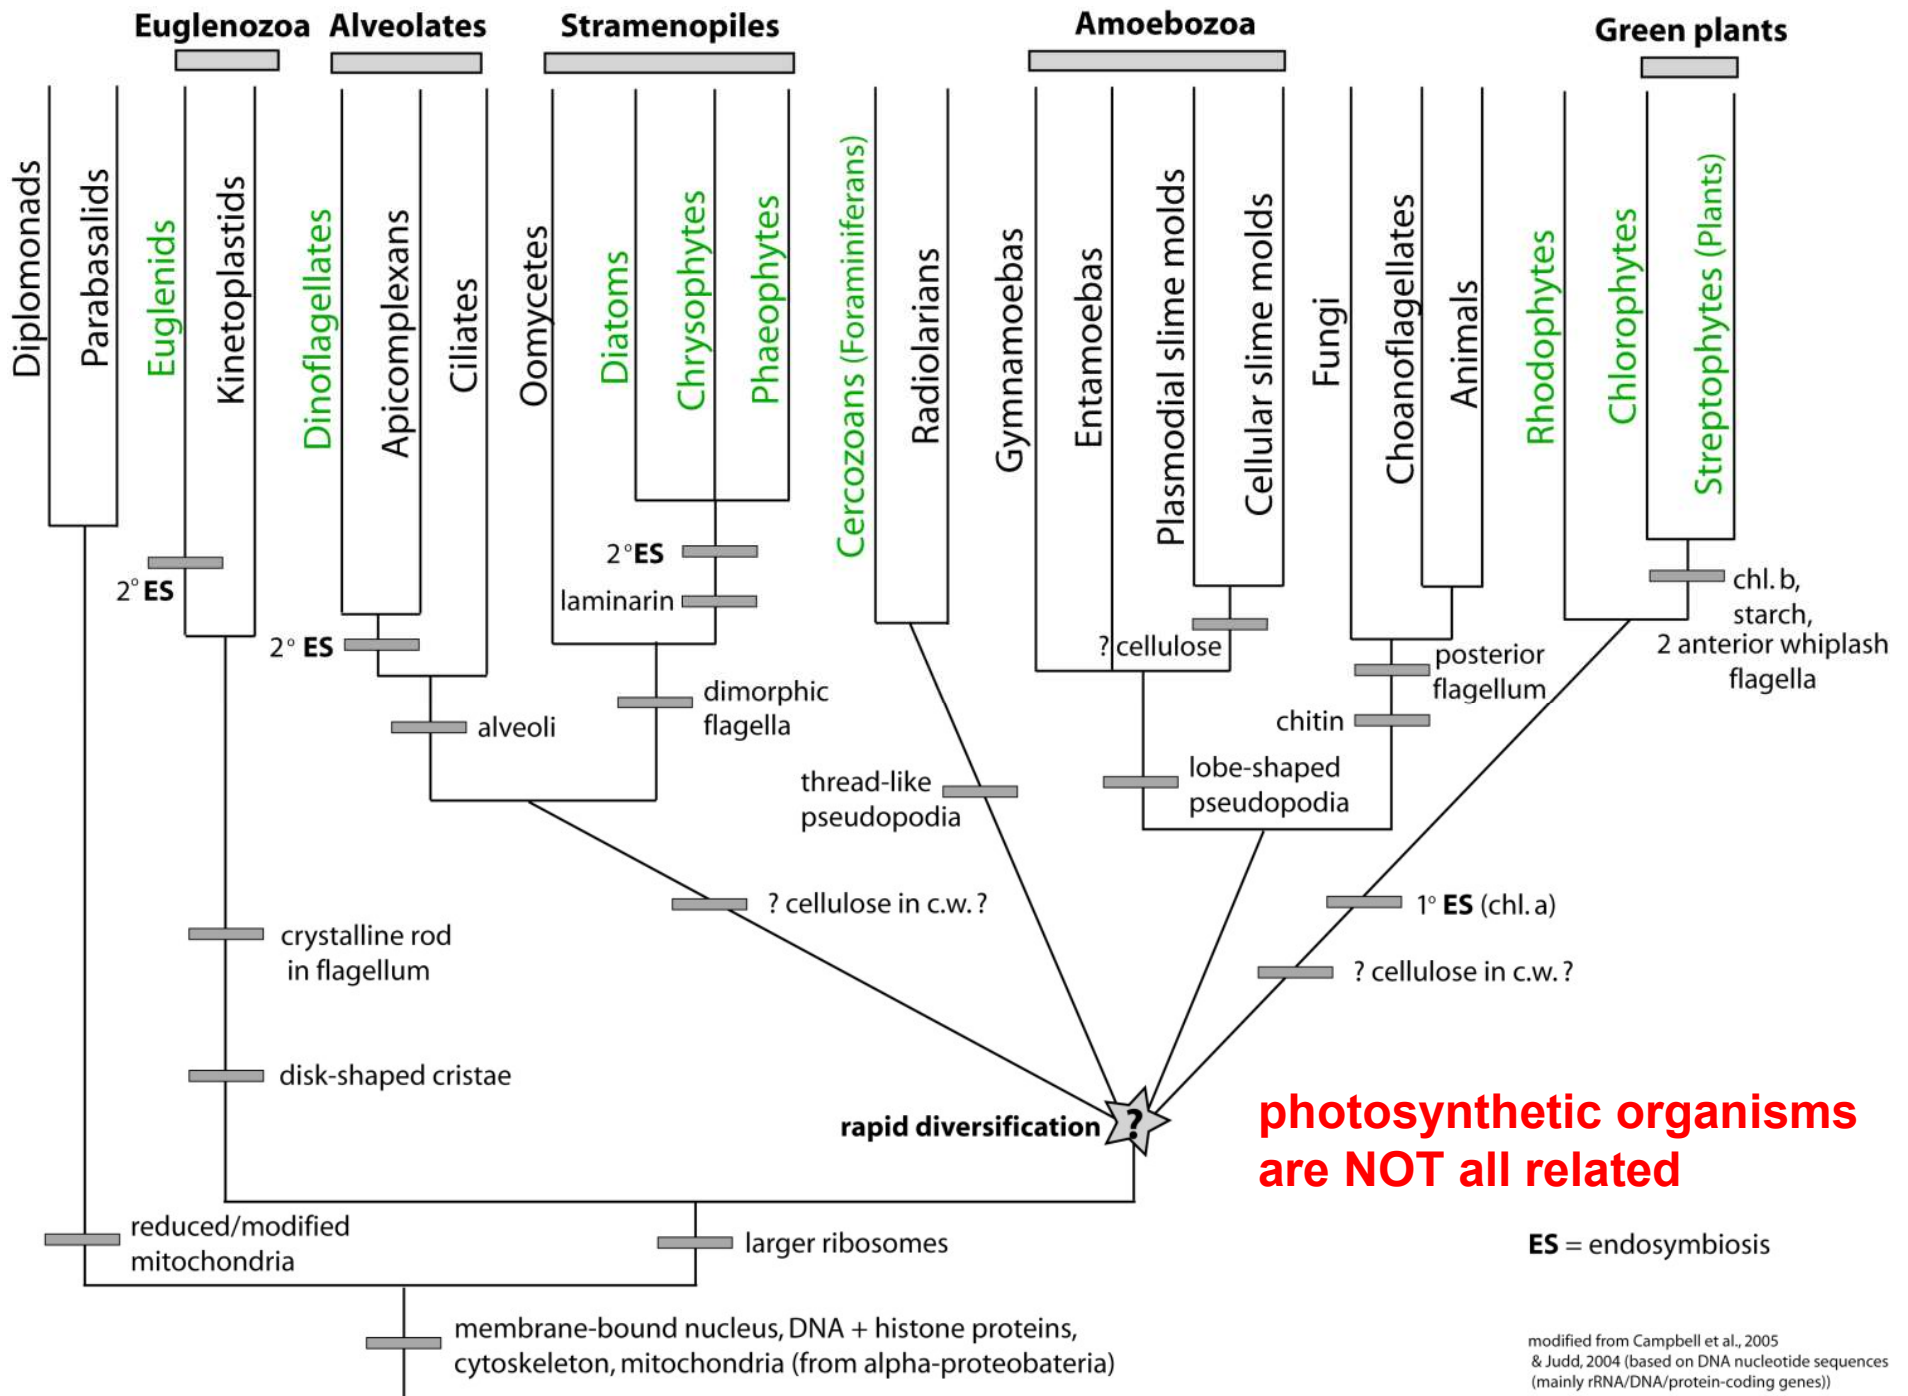 Euglenozoa
Alveolates
Stramenopiles
Amoebozoa
Green plants
Diplomonads
Parabasalids
Euglenids
Kinetoplastids
Dinoflagellates
Apicomplexans
Ciliates
Oomycetes
Diatoms
Chrysophytes
Phaeophytes
Cercozoans (Foraminiferans)
Radiolarians
Gymnamoebas
Entamoebas
Plasmodial slime molds
Cellular slime molds
Fungi
Choanoflagellates
Animals
Rhodophytes
Chlorophytes
Streptophytes (Plants)
2° ES
2° ES
2° ES
laminarin
? cellulose
chl. b,
starch,
2 anterior whiplash
flagella
posterior
flagellum
chitin
dimorphic
flagella
alveoli
thread-like
pseudopodia
lobe-shaped
pseudopodia
? cellulose in c.w. ?
1° ES (chl. a)
? cellulose in c.w. ?
crystalline rod
in flagellum
disk-shaped cristae
rapid diversification
?
photosynthetic organisms
are NOT all related
reduced/modified
mitochondria
larger ribosomes
ES = endosymbiosis
membrane-bound nucleus, DNA + histone proteins,
cytoskeleton, mitochondria (from alpha-proteobateria)
modified from Campbell et al., 2005
& Judd, 2004 (based on DNA nucleotide sequences
(mainly rRNA/DNA/protein-coding genes))